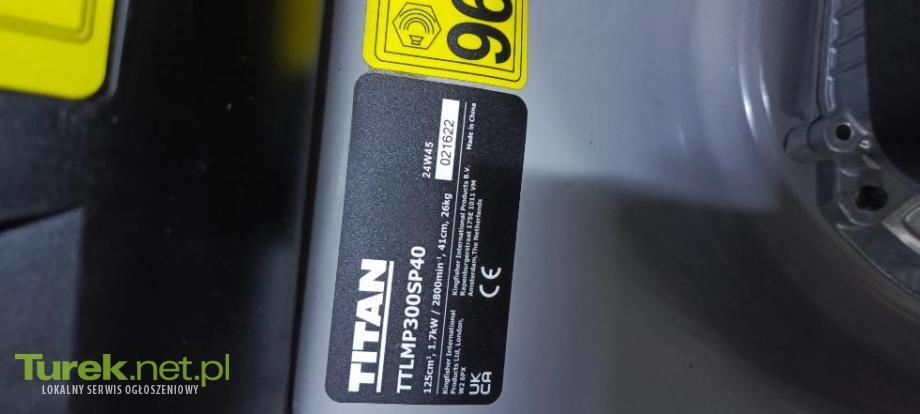 96
TITAN
TTLMP300SP40
125cm³, 1.7kW / 2800min⁻¹, 41cm, 26kg
24W45
021622
Kingfisher International
Products Ltd, London,
W2 6PX
Kingfisher International Products B.V.
Rapenburgerstraat 175E 1011 VM
Amsterdam, The Netherlands
Made in China
UK
CA
CE
Turek.net.pl
LOKALNY SERWIS OGŁOSZENIOWY